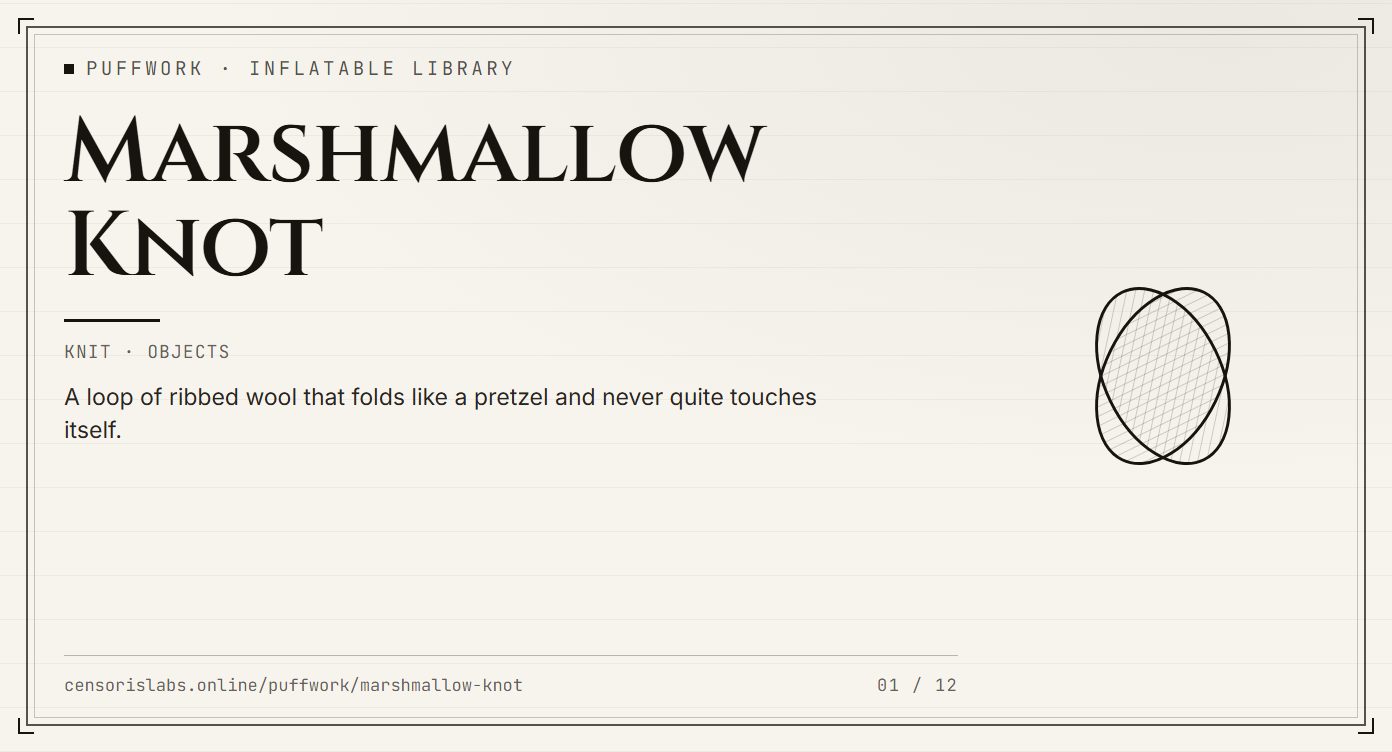 PUFFWORK · INFLATABLE LIBRARY
Marshmallow
Knot
KNIT · OBJECTS
A loop of ribbed wool that folds like a pretzel and never quite touches
itself.
censorislabs.online/puffwork/marshmallow-knot
01 / 12